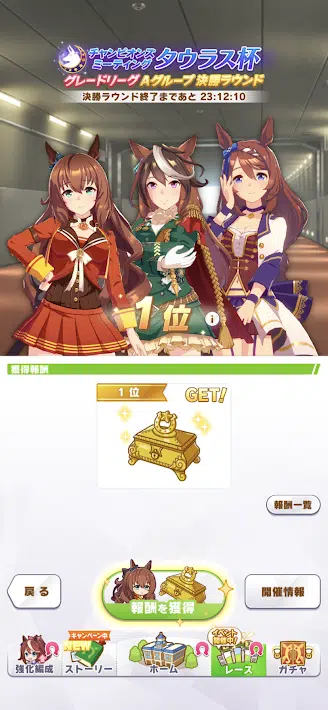 チャンピオンズ
ミーティング タウラス杯
グレードリーグ Aグループ 決勝ラウンド
決勝ラウンド終了まであと 23:12:10
1位
i
獲得報酬
1 位
GET!
報酬一覧
戻る
報酬を獲得
開催情報
キャンペーン中
イベント
開催中!
NEW
強化編成
ストーリー
ホーム
レース
ガチャ